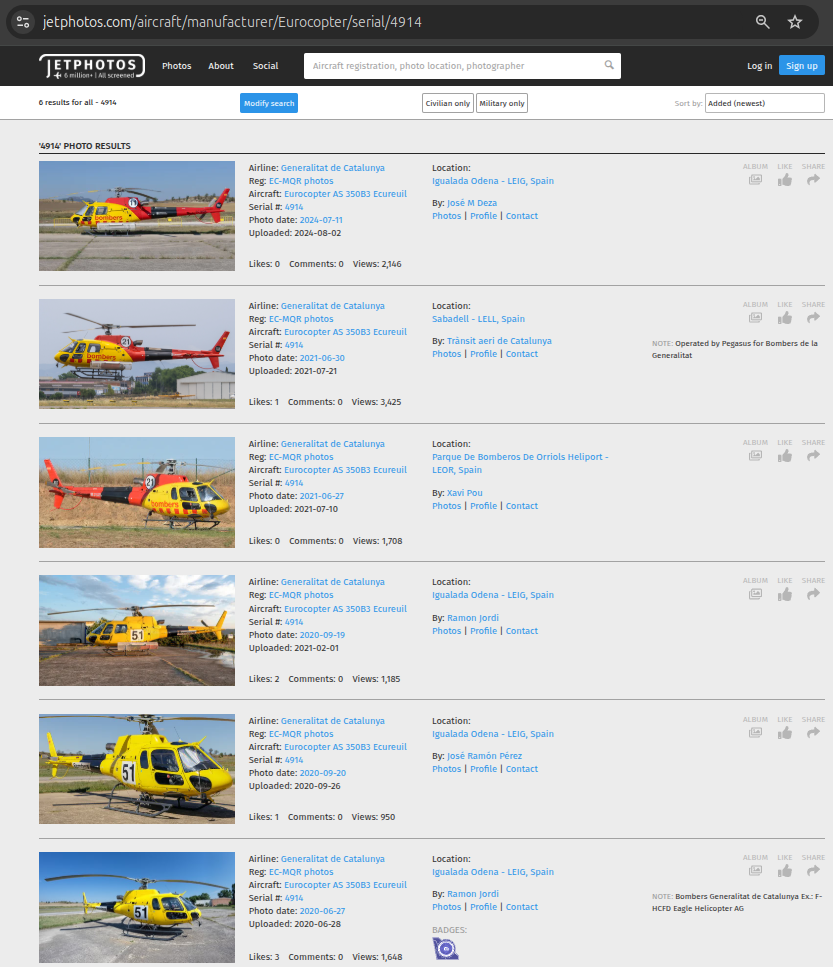 jetphotos.com/aircraft/manufacturer/Eurocopter/serial/4914
JETPHOTOS
6 million+ | All screened
Photos About Social
Aircraft registration, photo location, photographer
Log in Sign up
6 results for all - 4914
Modify search
Civilian only Military only
Sort by: Added (newest)
'4914' PHOTO RESULTS
Airline: Generalitat de Catalunya
Reg: EC-MQR photos
Aircraft: Eurocopter AS 350B3 Ecureuil
Serial #: 4914
Photo date: 2024-07-11
Uploaded: 2024-08-02
Likes: 0 Comments: 0 Views: 2,146
Location:
Igualada Odena - LEIG, Spain
By: José M Deza
Photos | Profile | Contact
ALBUM LIKE SHARE
bombers
Airline: Generalitat de Catalunya
Reg: EC-MQR photos
Aircraft: Eurocopter AS 350B3 Ecureuil
Serial #: 4914
Photo date: 2021-06-30
Uploaded: 2021-07-21
Likes: 1 Comments: 0 Views: 3,425
Location:
Sabadell - LELL, Spain
By: Trànsit aeri de Catalunya
Photos | Profile | Contact
ALBUM LIKE SHARE
NOTE: Operated by Pegasus for Bombers de la
Generalitat
21
bombers
Airline: Generalitat de Catalunya
Reg: EC-MQR photos
Aircraft: Eurocopter AS 350B3 Ecureuil
Serial #: 4914
Photo date: 2021-06-27
Uploaded: 2021-07-10
Likes: 0 Comments: 0 Views: 1,708
Location:
Parque De Bomberos De Orriols Heliport -
LEOR, Spain
By: Xavi Pou
Photos | Profile | Contact
ALBUM LIKE SHARE
21
bombers
Airline: Generalitat de Catalunya
Reg: EC-MQR photos
Aircraft: Eurocopter AS 350B3 Ecureuil
Serial #: 4914
Photo date: 2020-09-19
Uploaded: 2021-02-01
Likes: 2 Comments: 0 Views: 1,185
Location:
Igualada Odena - LEIG, Spain
By: Ramon Jordi
Photos | Profile | Contact
ALBUM LIKE SHARE
51
Airline: Generalitat de Catalunya
Reg: EC-MQR photos
Aircraft: Eurocopter AS 350B3 Ecureuil
Serial #: 4914
Photo date: 2020-09-20
Uploaded: 2020-09-26
Likes: 1 Comments: 0 Views: 950
Location:
Igualada Odena - LEIG, Spain
By: José Ramón Pérez
Photos | Profile | Contact
ALBUM LIKE SHARE
51
Airline: Generalitat de Catalunya
Reg: EC-MQR photos
Aircraft: Eurocopter AS 350B3 Ecureuil
Serial #: 4914
Photo date: 2020-06-27
Uploaded: 2020-06-28
Likes: 3 Comments: 0 Views: 1,648
Location:
Igualada Odena - LEIG, Spain
By: Ramon Jordi
Photos | Profile | Contact
BADGES:
ALBUM LIKE SHARE
NOTE: Bombers Generalitat de Catalunya Ex.: F-
HCFD Eagle Helicopter AG
51